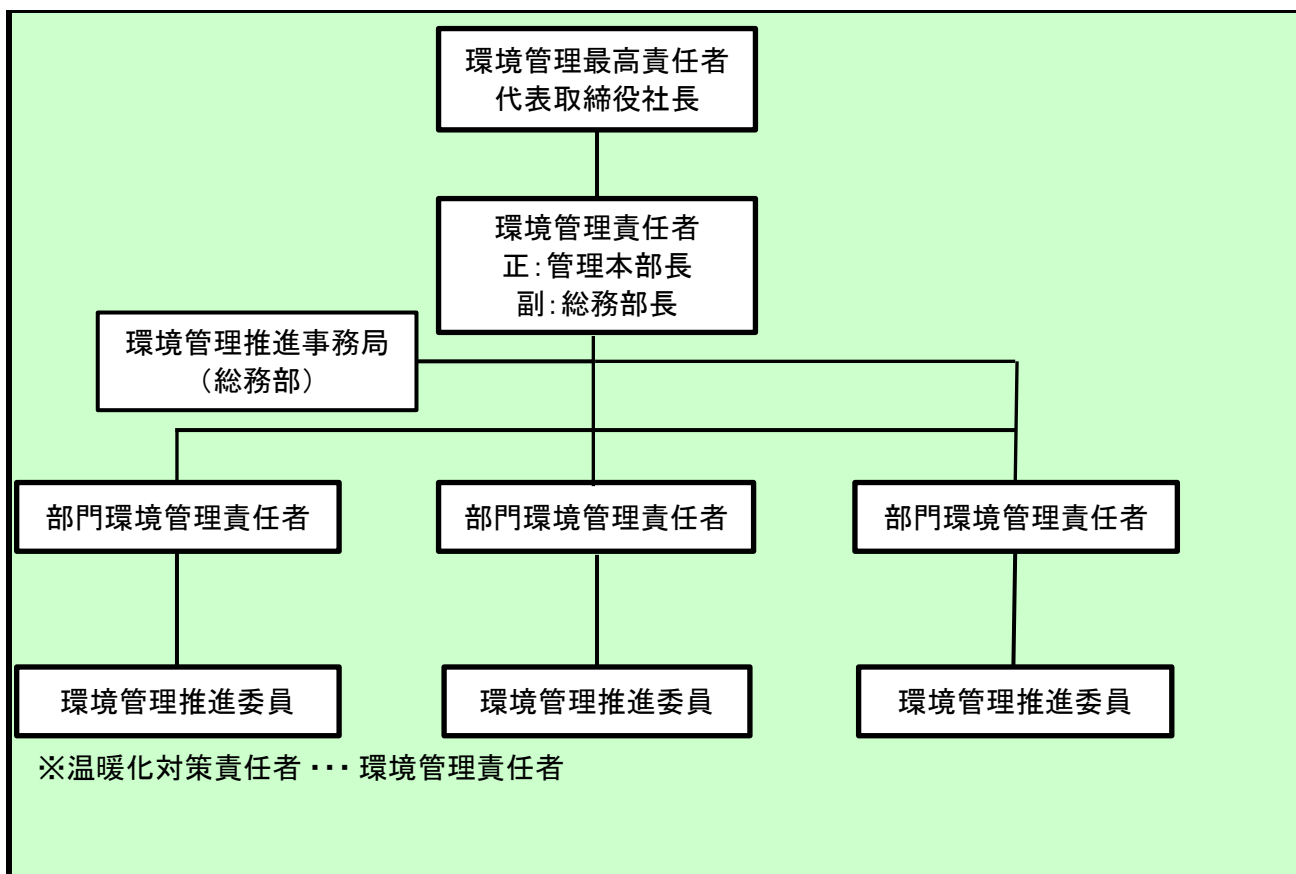 環境管理最高責任者
代表取締役社長
環境管理責任者
正:管理本部長
副:総務部長
環境管理推進事務局
(総務部)
部門環境管理責任者
部門環境管理責任者
部門環境管理責任者
環境管理推進委員
環境管理推進委員
環境管理推進委員
※温暖化対策責任者・・・環境管理責任者